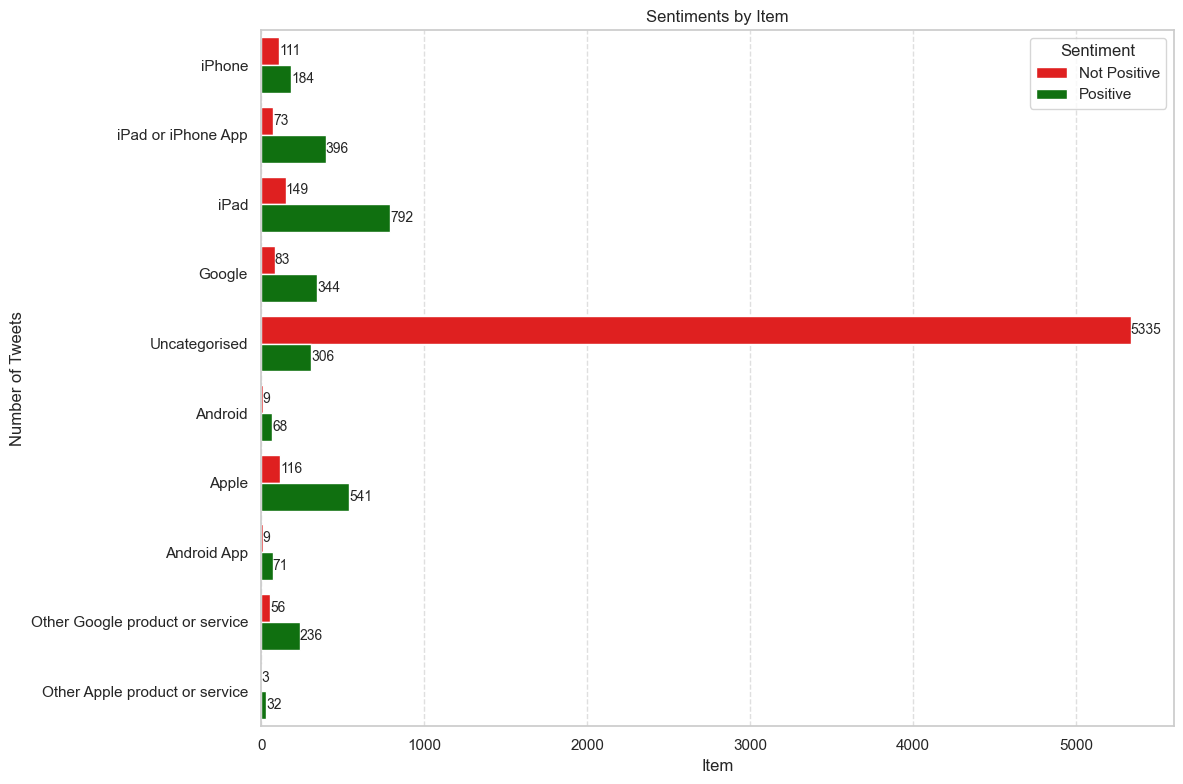 Sentiments by Item
Sentiment
Not Positive
Positive
iPhone
111
184
iPad or iPhone App
73
396
iPad
149
792
Google
83
344
Uncategorised
5335
306
Android
9
68
Apple
116
541
Android App
9
71
Other Google product or service
56
236
Other Apple product or service
3
32
Number of Tweets
0 1000 2000 3000 4000 5000
Item